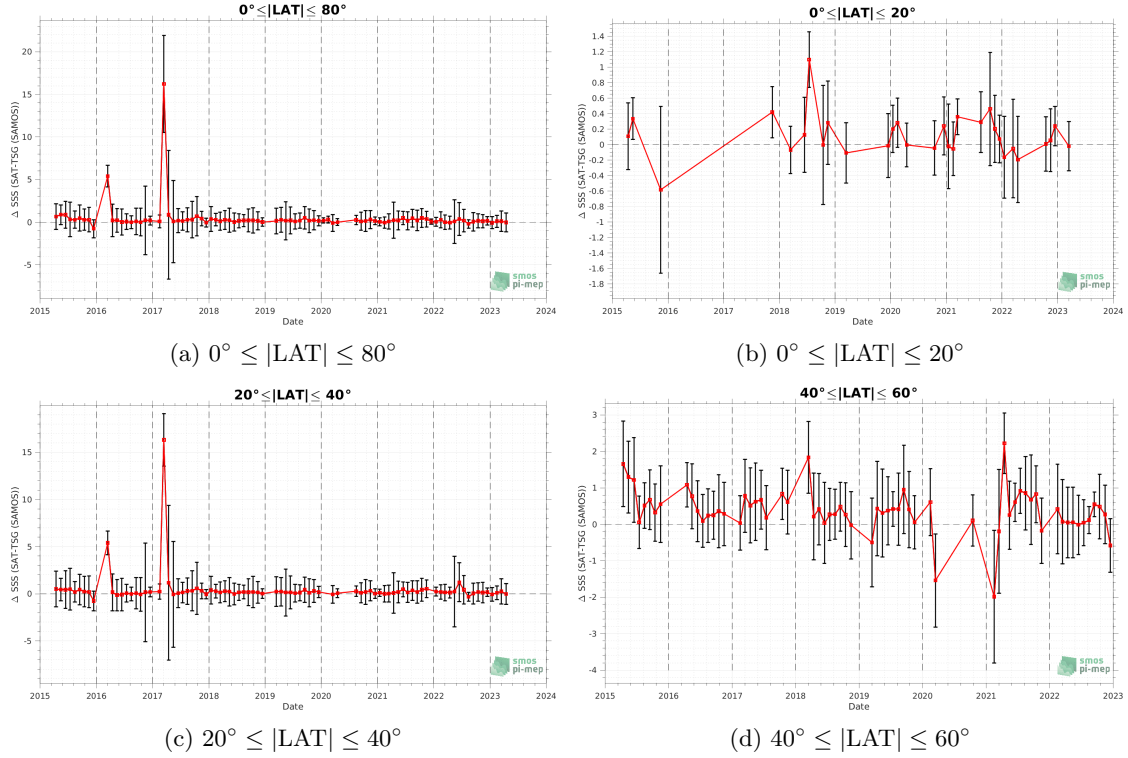 0°≤|LAT|≤ 80°
Δ SSS (SAT-TSG (SAMOS))
20
15
10
5
0
-5
2015 2016 2017 2018 2019 2020 2021 2022 2023 2024
Date
smos
pi-mep
(a) 0° ≤ |LAT| ≤ 80°
0°≤|LAT|≤ 20°
Δ SSS (SAT-TSG (SAMOS))
1.4
1.2
1
0.8
0.6
0.4
0.2
0
-0.2
-0.4
-0.6
-0.8
-1
-1.2
-1.4
-1.6
-1.8
2015 2016 2017 2018 2019 2020 2021 2022 2023 2024
Date
smos
pi-mep
(b) 0° ≤ |LAT| ≤ 20°
20°≤|LAT|≤ 40°
Δ SSS (SAT-TSG (SAMOS))
15
10
5
0
-5
2015 2016 2017 2018 2019 2020 2021 2022 2023 2024
Date
smos
pi-mep
(c) 20° ≤ |LAT| ≤ 40°
40°≤|LAT|≤ 60°
Δ SSS (SAT-TSG (SAMOS))
3
2
1
0
-1
-2
-3
-4
2015 2016 2017 2018 2019 2020 2021 2022 2023
Date
smos
pi-mep
(d) 40° ≤ |LAT| ≤ 60°